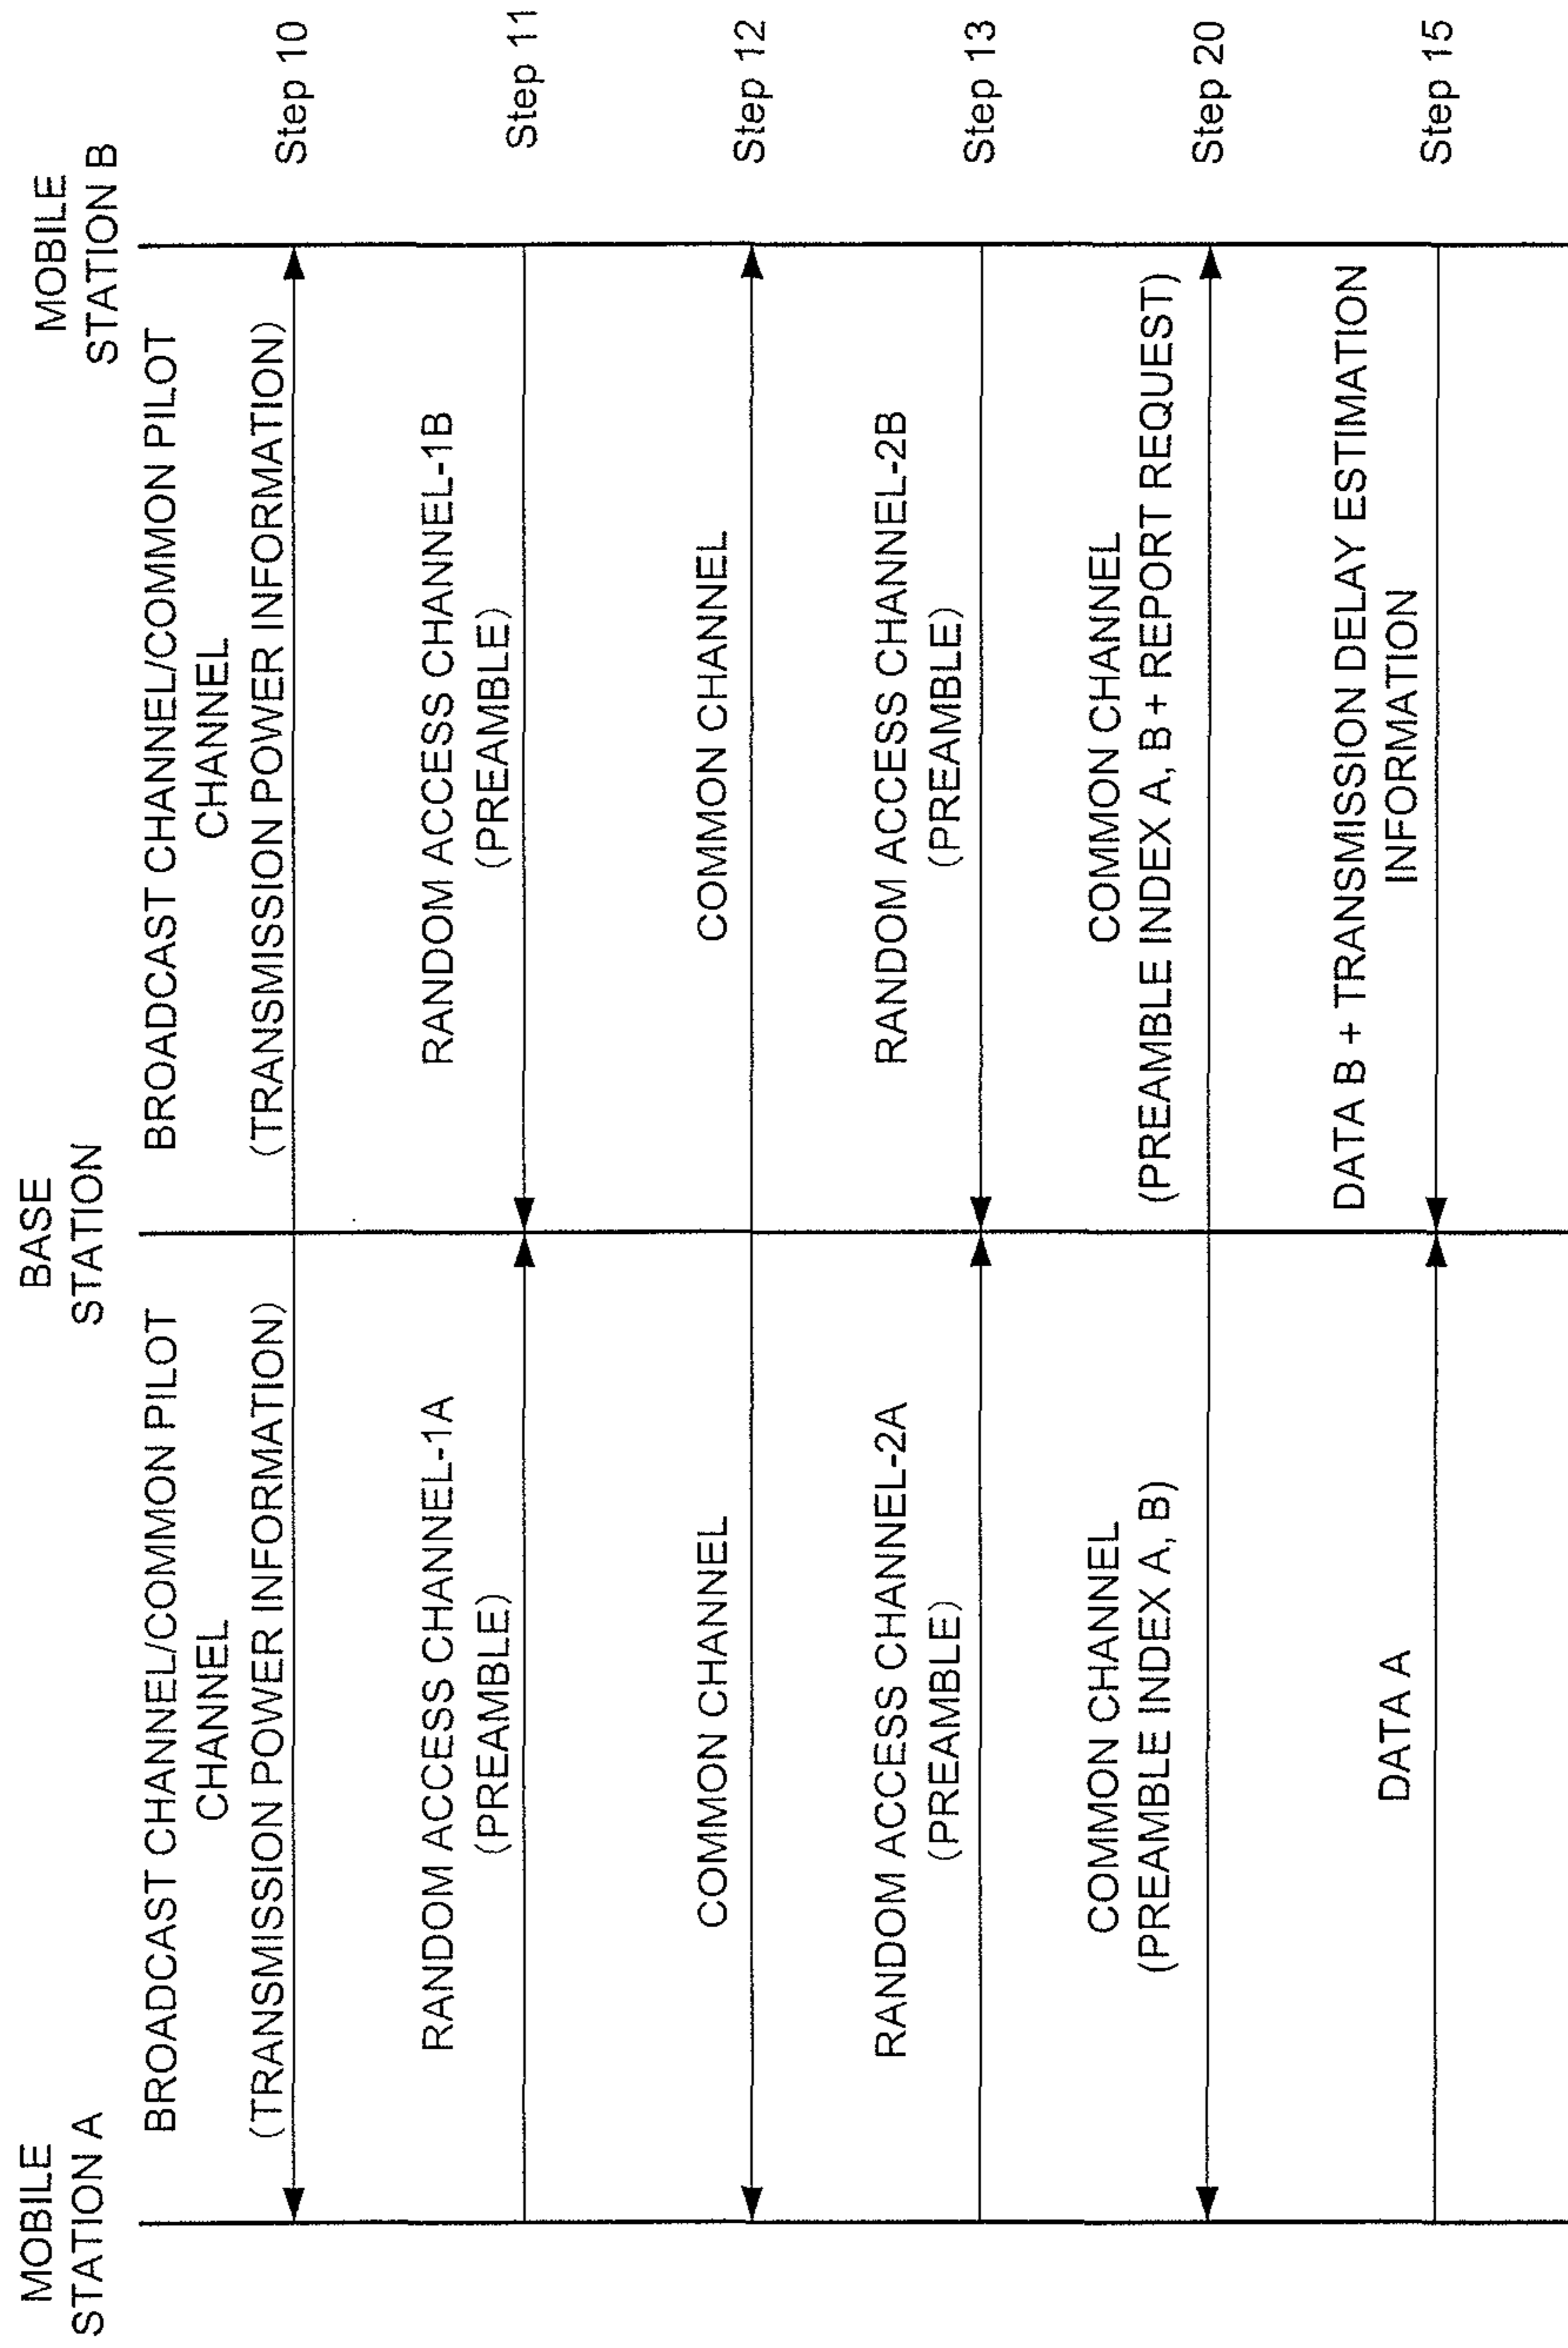 MOBILE
STATION A
BASE
STATION
MOBILE
STATION B
BROADCAST CHANNEL/COMMON PILOT
CHANNEL
(TRANSMISSION POWER INFORMATION)
BROADCAST CHANNEL/COMMON PILOT
CHANNEL
(TRANSMISSION POWER INFORMATION)
Step 10
RANDOM ACCESS CHANNEL-1A
(PREAMBLE)
RANDOM ACCESS CHANNEL-1B
(PREAMBLE)
Step 11
COMMON CHANNEL
COMMON CHANNEL
Step 12
RANDOM ACCESS CHANNEL-2A
(PREAMBLE)
RANDOM ACCESS CHANNEL-2B
(PREAMBLE)
Step 13
COMMON CHANNEL
(PREAMBLE INDEX A, B)
COMMON CHANNEL
(PREAMBLE INDEX A, B + REPORT REQUEST)
Step 20
DATA A
DATA B + TRANSMISSION DELAY ESTIMATION
INFORMATION
Step 15